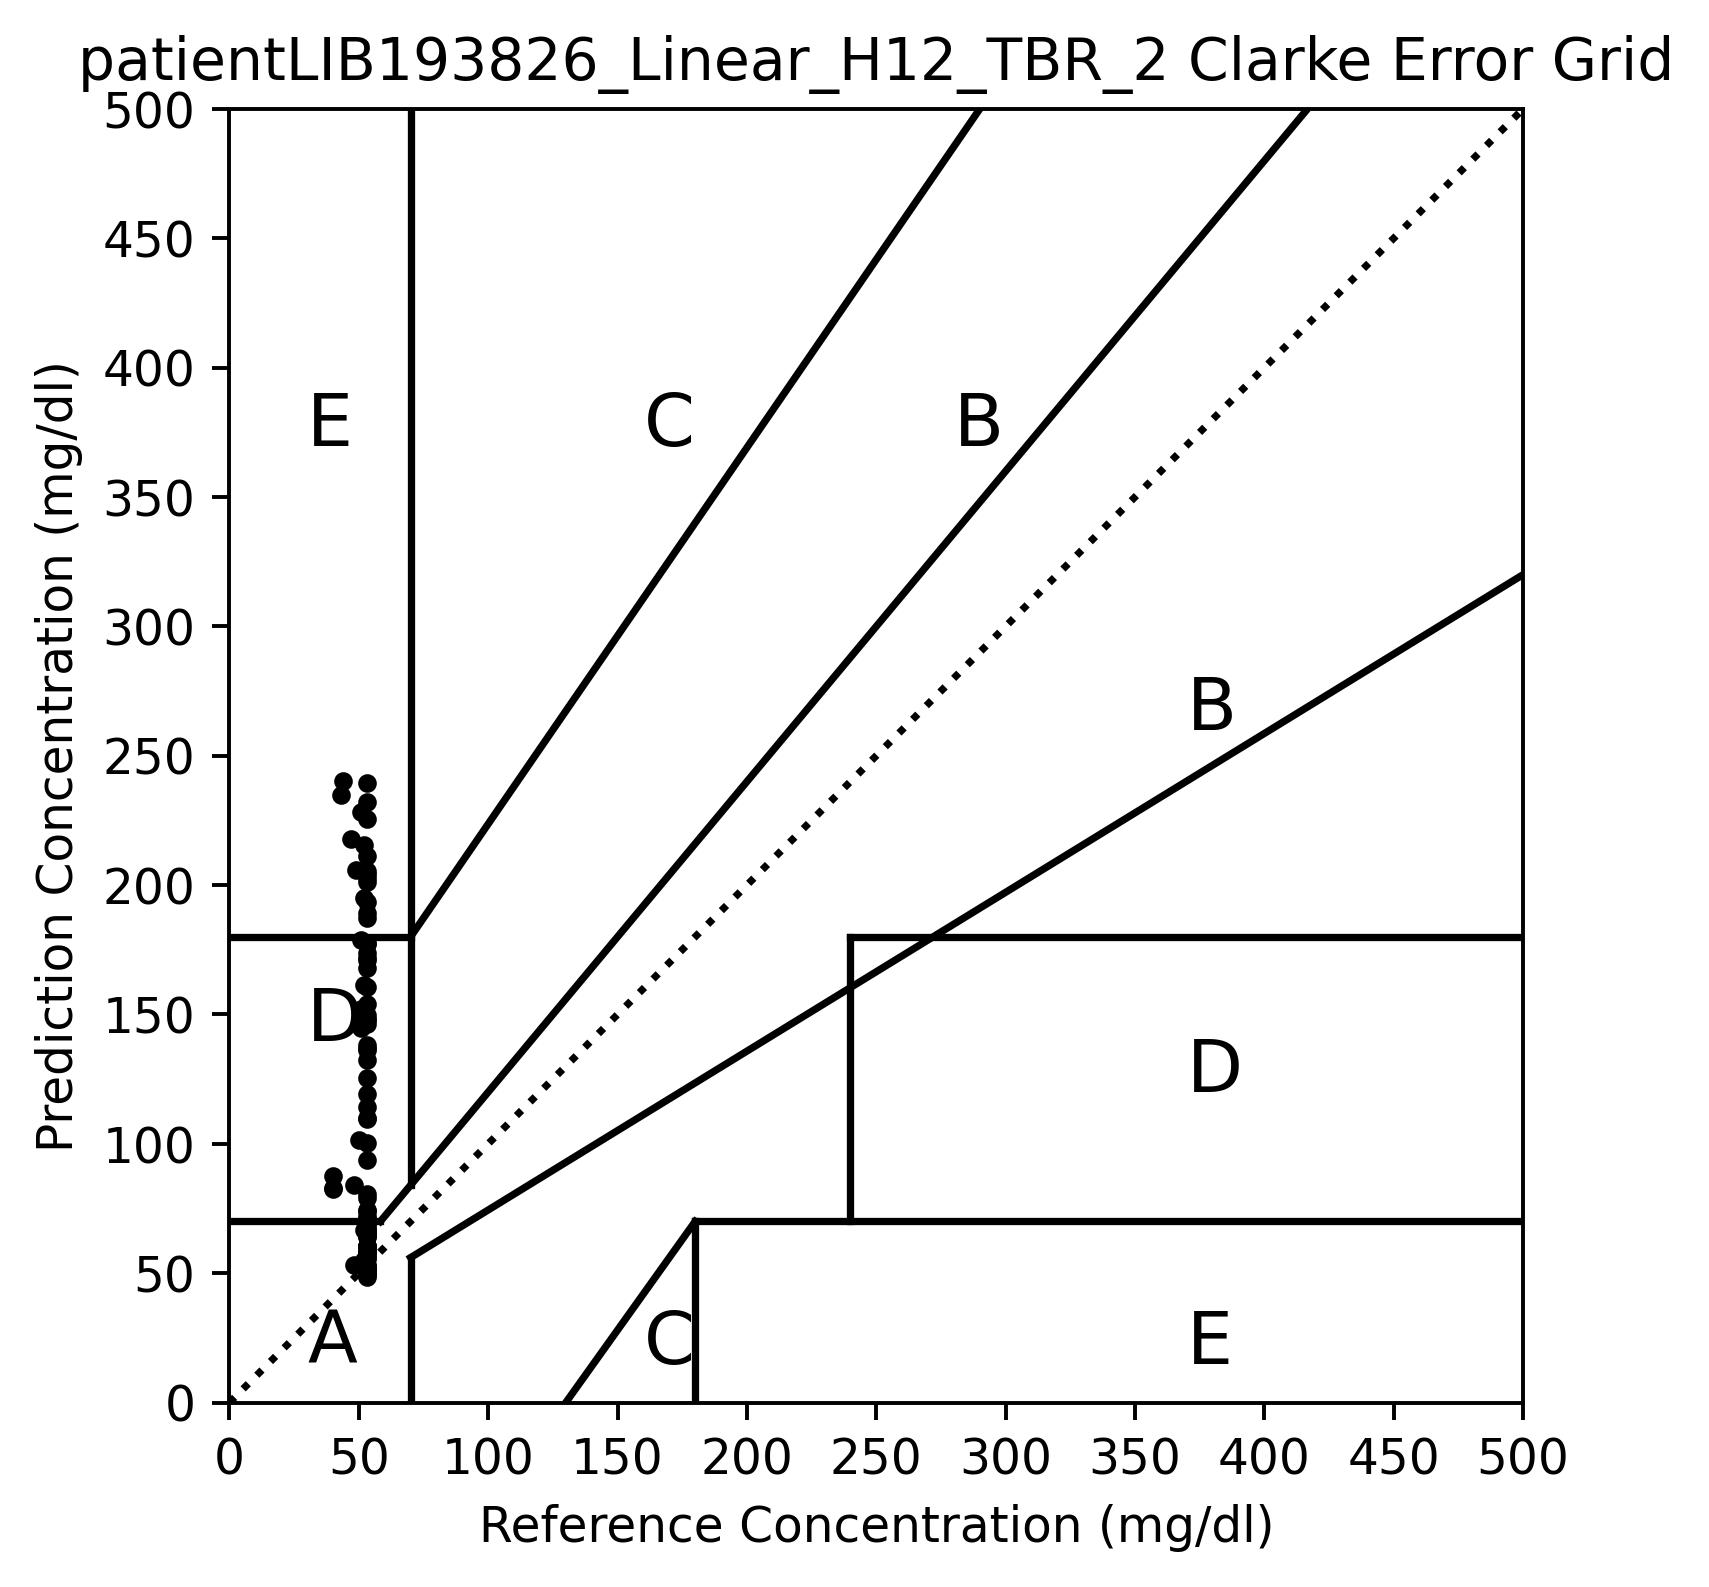 patientLIB193826_Linear_H12_TBR_2 Clarke Error Grid
500
450
400
350
300
250
200
150
100
50
0
Prediction Concentration (mg/dl)
E
C
B
B
D
D
A
C
E
0 50 100 150 200 250 300 350 400 450 500
Reference Concentration (mg/dl)